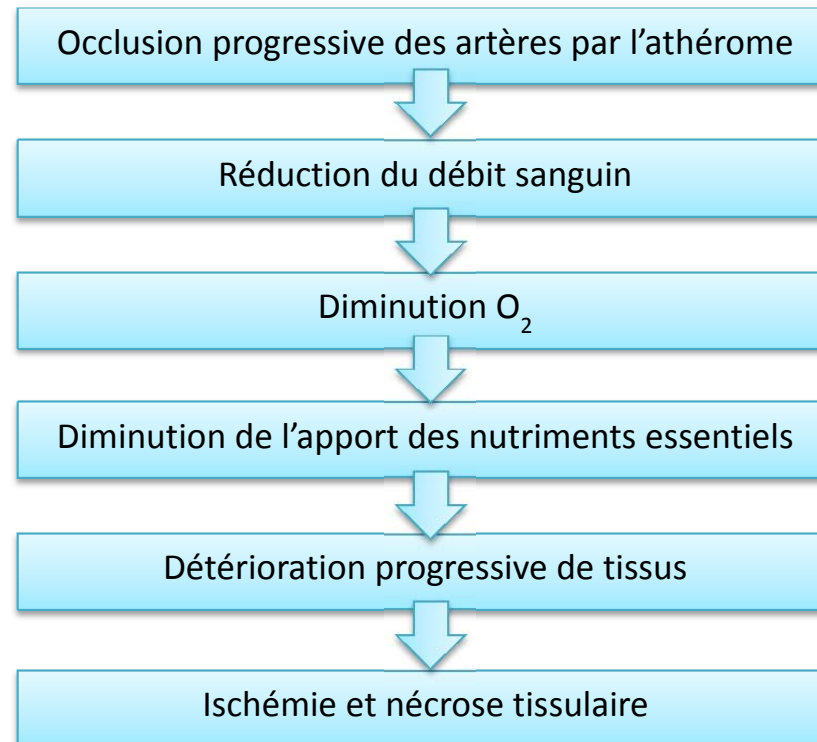 Occlusion progressive des artères par l’athérome
Réduction du débit sanguin
Diminution O₂
Diminution de l’apport des nutriments essentiels
Détérioration progressive de tissus
Ischémie et nécrose tissulaire